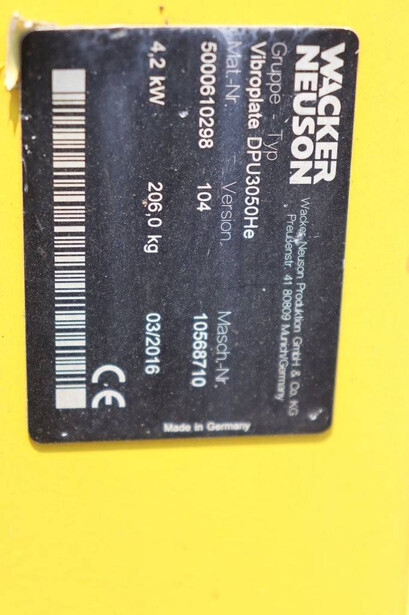 WACKER
NEUSON
Wacker Neuson Produktion GmbH & Co. KG
Preußenstr. 41 80809 Munich/Germany
Gruppe - Typ
Vibroplate DPU3050He
Mat.-Nr. Version Masch.-Nr.
5000610298 104 10568710
4,2 kW 206,0 kg 03/2016
CE
Made in Germany